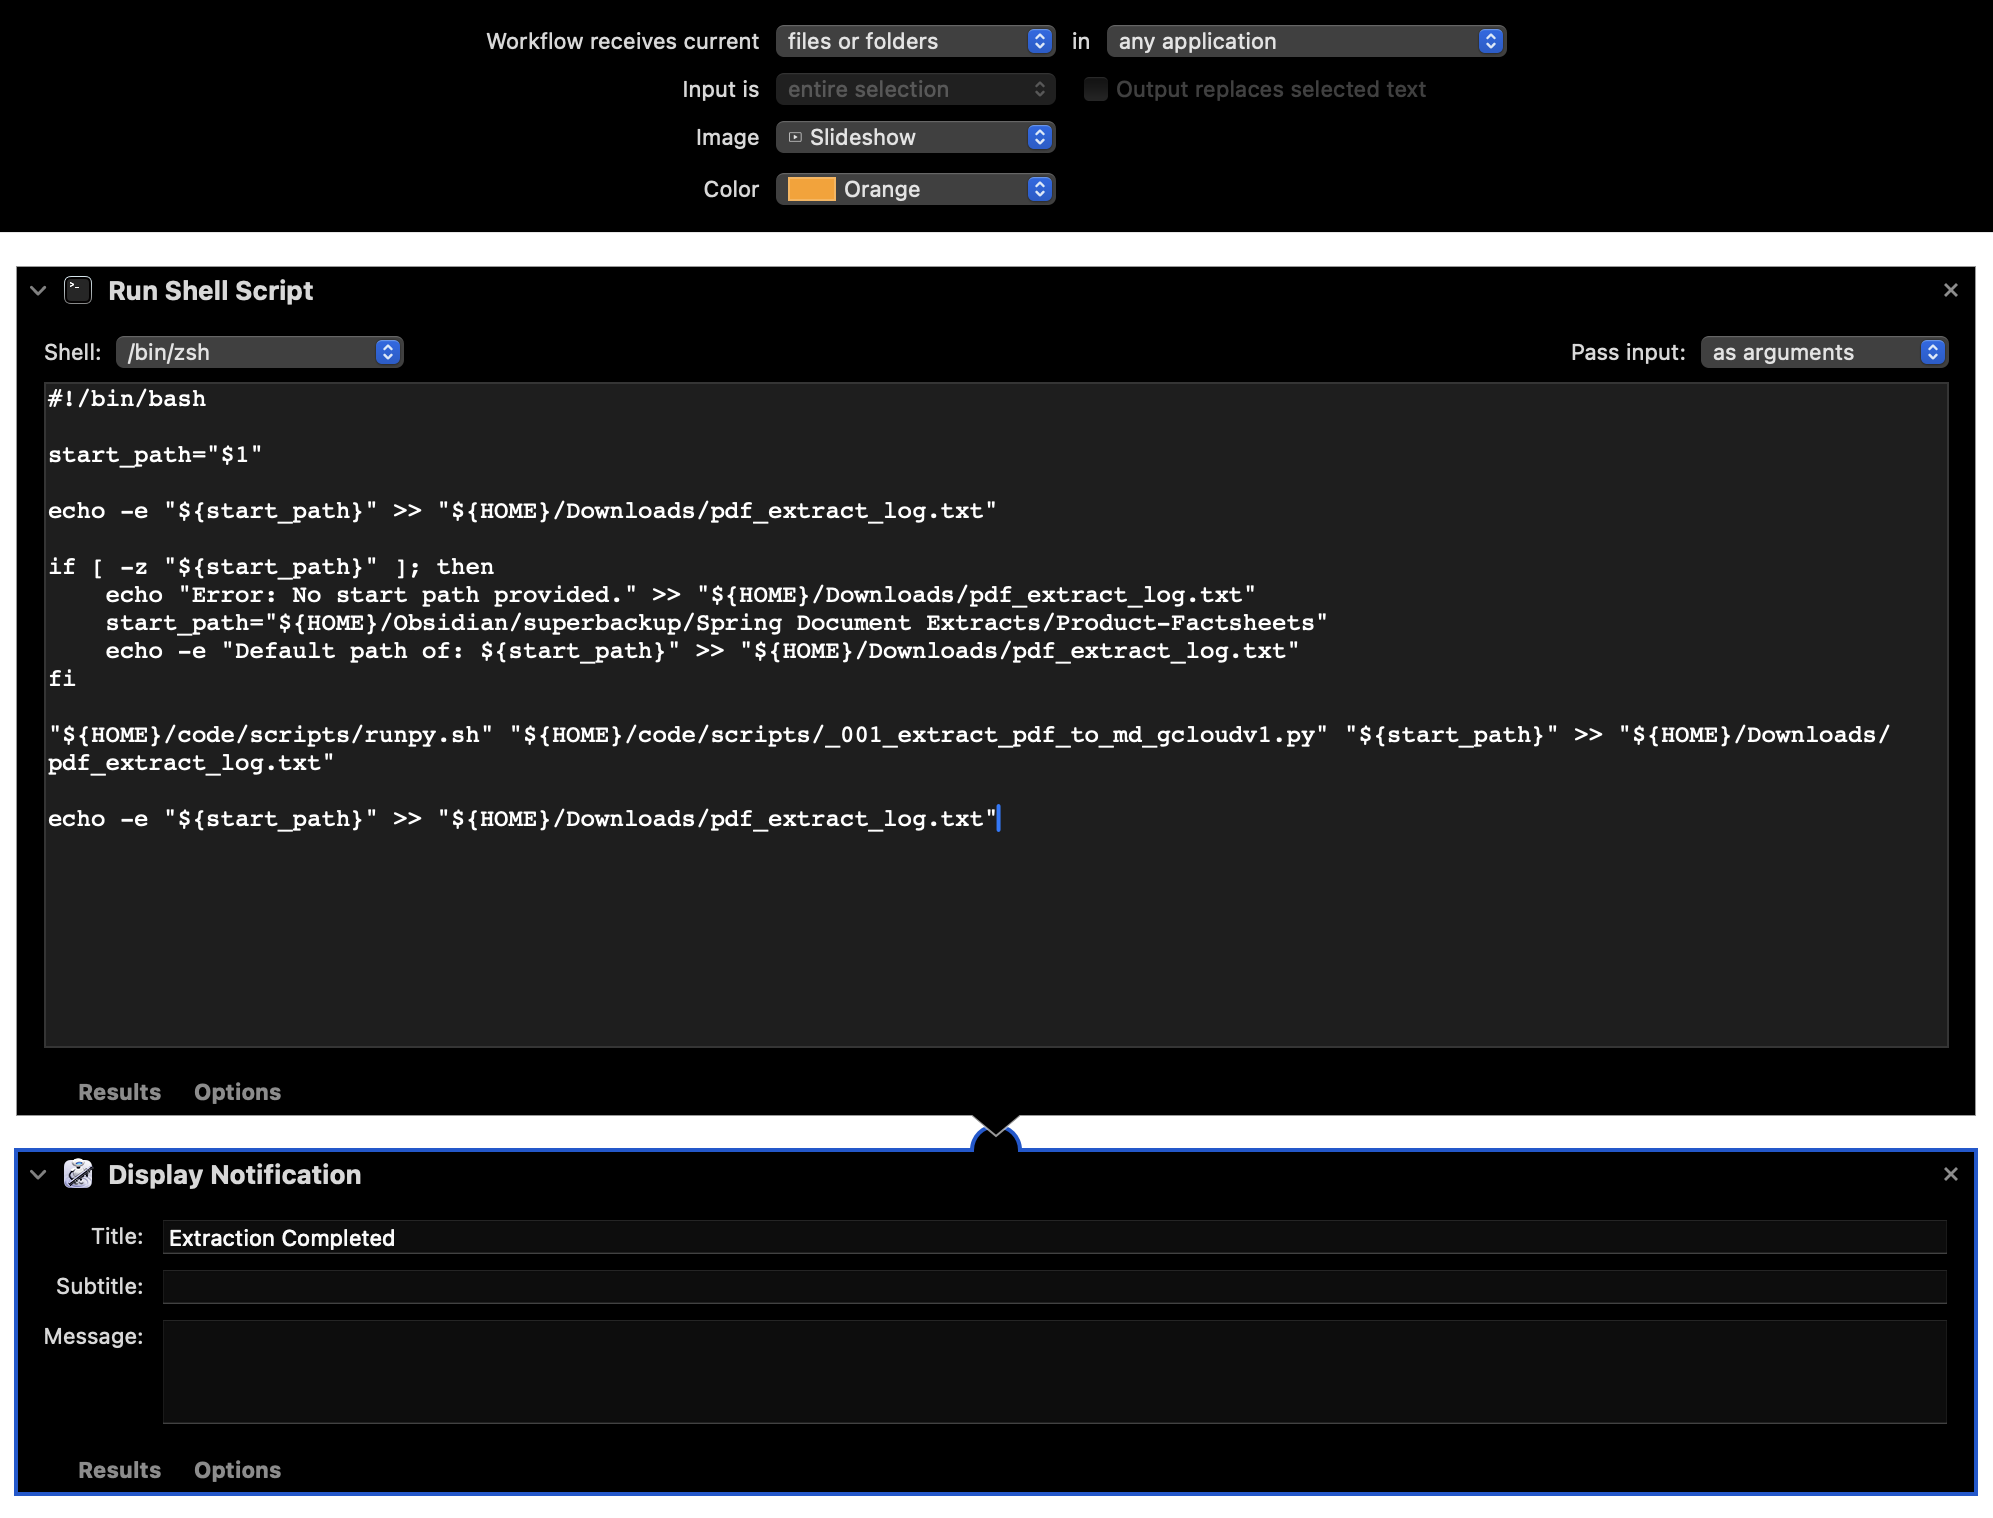 Workflow receives current files or folders in any application
Input is entire selection Output replaces selected text
Image Slideshow
Color Orange
Run Shell Script
Shell: /bin/zsh Pass input: as arguments
#!/bin/bash
start_path="$1"
echo -e "${start_path}" >> "${HOME}/Downloads/pdf_extract_log.txt"
if [ -z "${start_path}" ]; then
    echo "Error: No start path provided." >> "${HOME}/Downloads/pdf_extract_log.txt"
    start_path="${HOME}/Obsidian/superbackup/Spring Document Extracts/Product-Factsheets"
    echo -e "Default path of: ${start_path}" >> "${HOME}/Downloads/pdf_extract_log.txt"
fi
"${HOME}/code/scripts/runpy.sh" "${HOME}/code/scripts/_001_extract_pdf_to_md_gcloudv1.py" "${start_path}" >> "${HOME}/Downloads/
pdf_extract_log.txt"
echo -e "${start_path}" >> "${HOME}/Downloads/pdf_extract_log.txt"
Results Options
Display Notification
Title: Extraction Completed
Subtitle:
Message:
Results Options